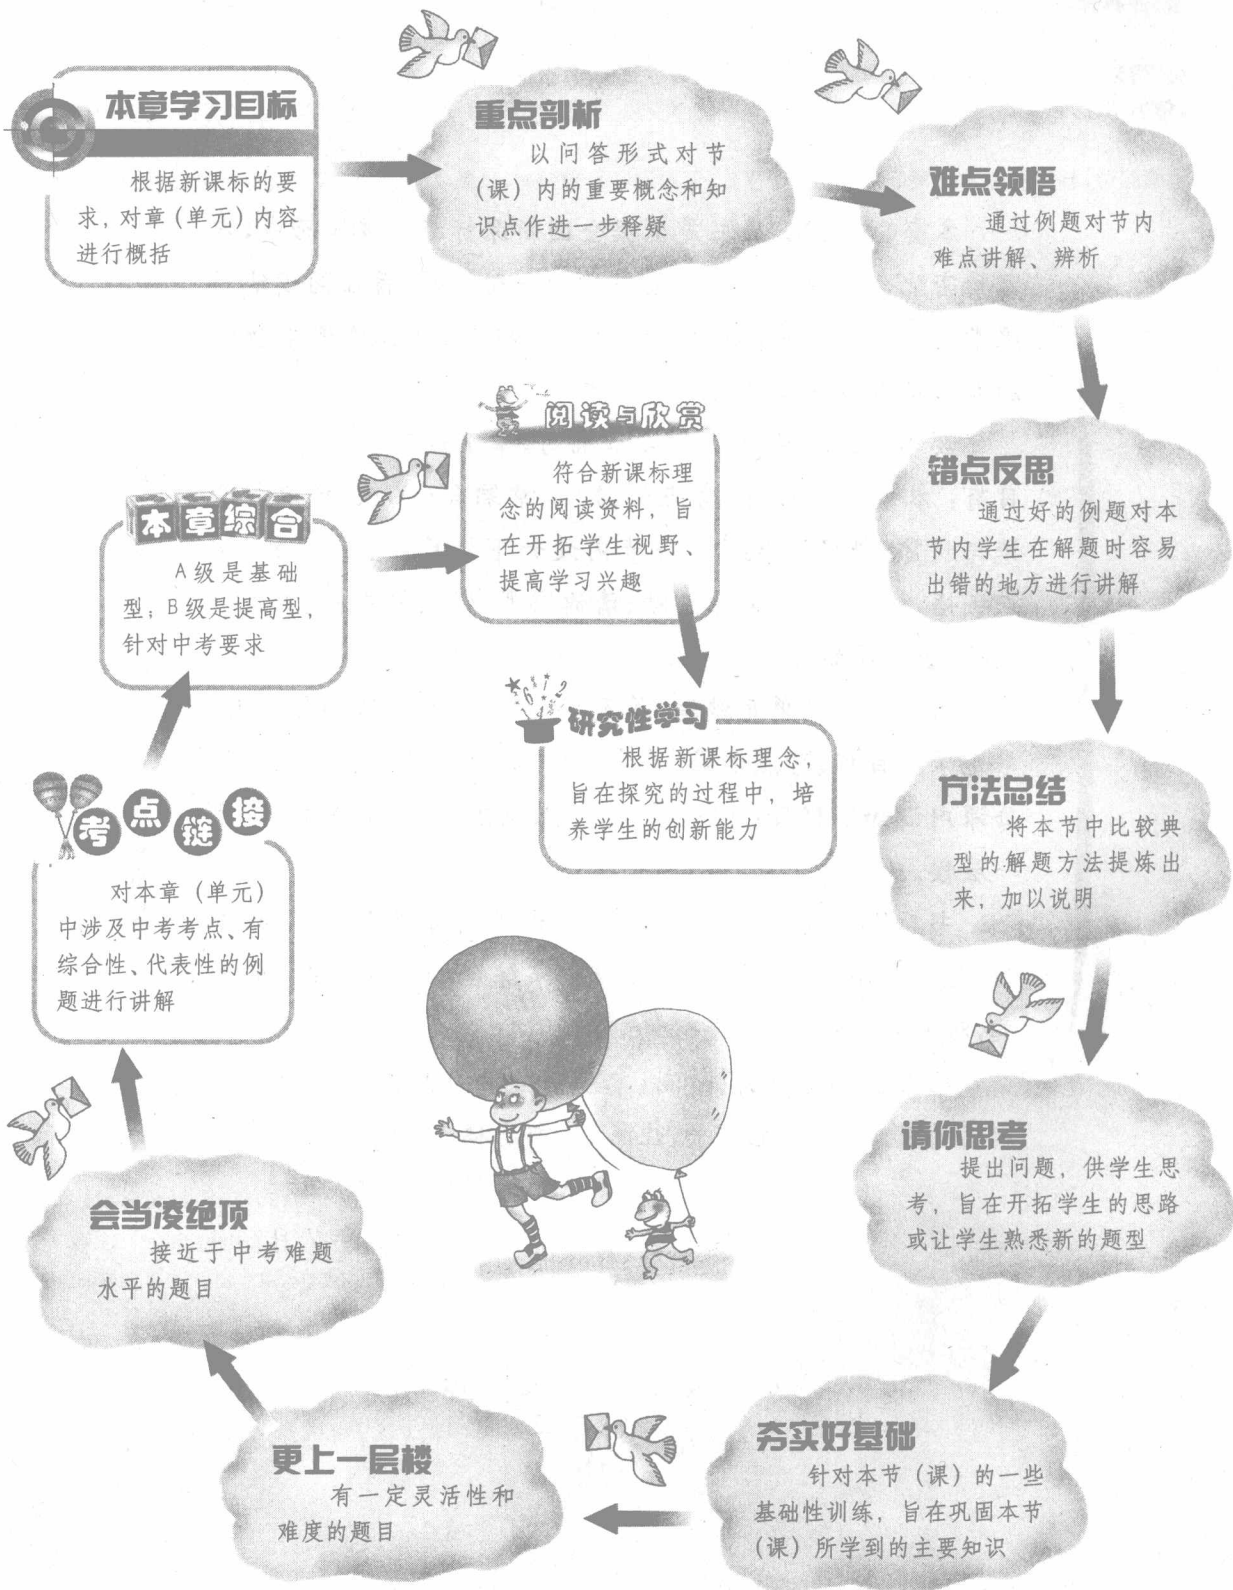 本章学习目标
根据新课标的要
求,对章(单元)内容
进行概括
重点剖析
以问答形式对节
(课)内的重要概念和知
识点作进一步释疑
难点领悟
通过例题对节内
难点讲解、辨析
错点反思
通过好的例题对本
节内学生在解题时容易
出错的地方进行讲解
方法总结
将本节中比较典
型的解题方法提炼出
来,加以说明
请你思考
提出问题,供学生思
考,旨在开拓学生的思路
或让学生熟悉新的题型
夯实好基础
针对本节(课)的一些
基础性训练,旨在巩固本节
(课)所学到的主要知识
更上一层楼
有一定灵活性和
难度的题目
会当凌绝顶
接近于中考难题
水平的题目
考点链接
对本章(单元)
中涉及中考考点、有
综合性、代表性的例
题进行讲解
本章综合
A级是基础
型;B级是提高型,
针对中考要求
阅读与欣赏
符合新课标理
念的阅读资料,旨
在开拓学生视野、
提高学习兴趣
研究性学习
根据新课标理念,
旨在探究的过程中,培
养学生的创新能力